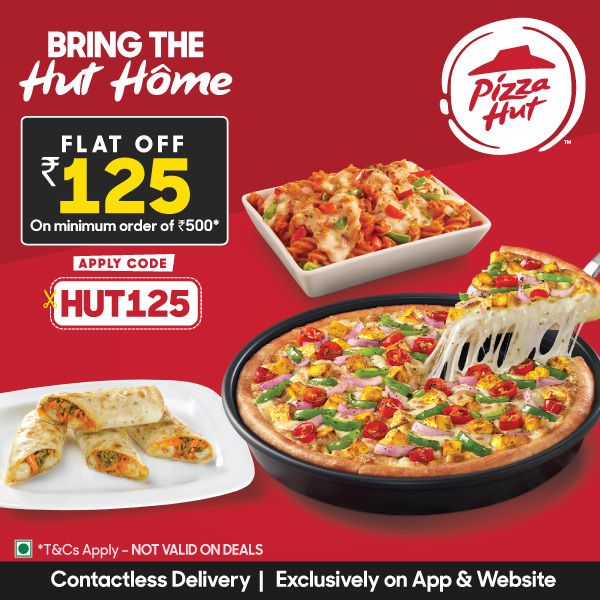 BRING THE
Hut Hôme
Pizza
Hut
TM
FLAT OFF
₹125
On minimum order of ₹500*
APPLY CODE
HUT125
*T&Cs Apply – NOT VALID ON DEALS
Contactless Delivery | Exclusively on App & Website